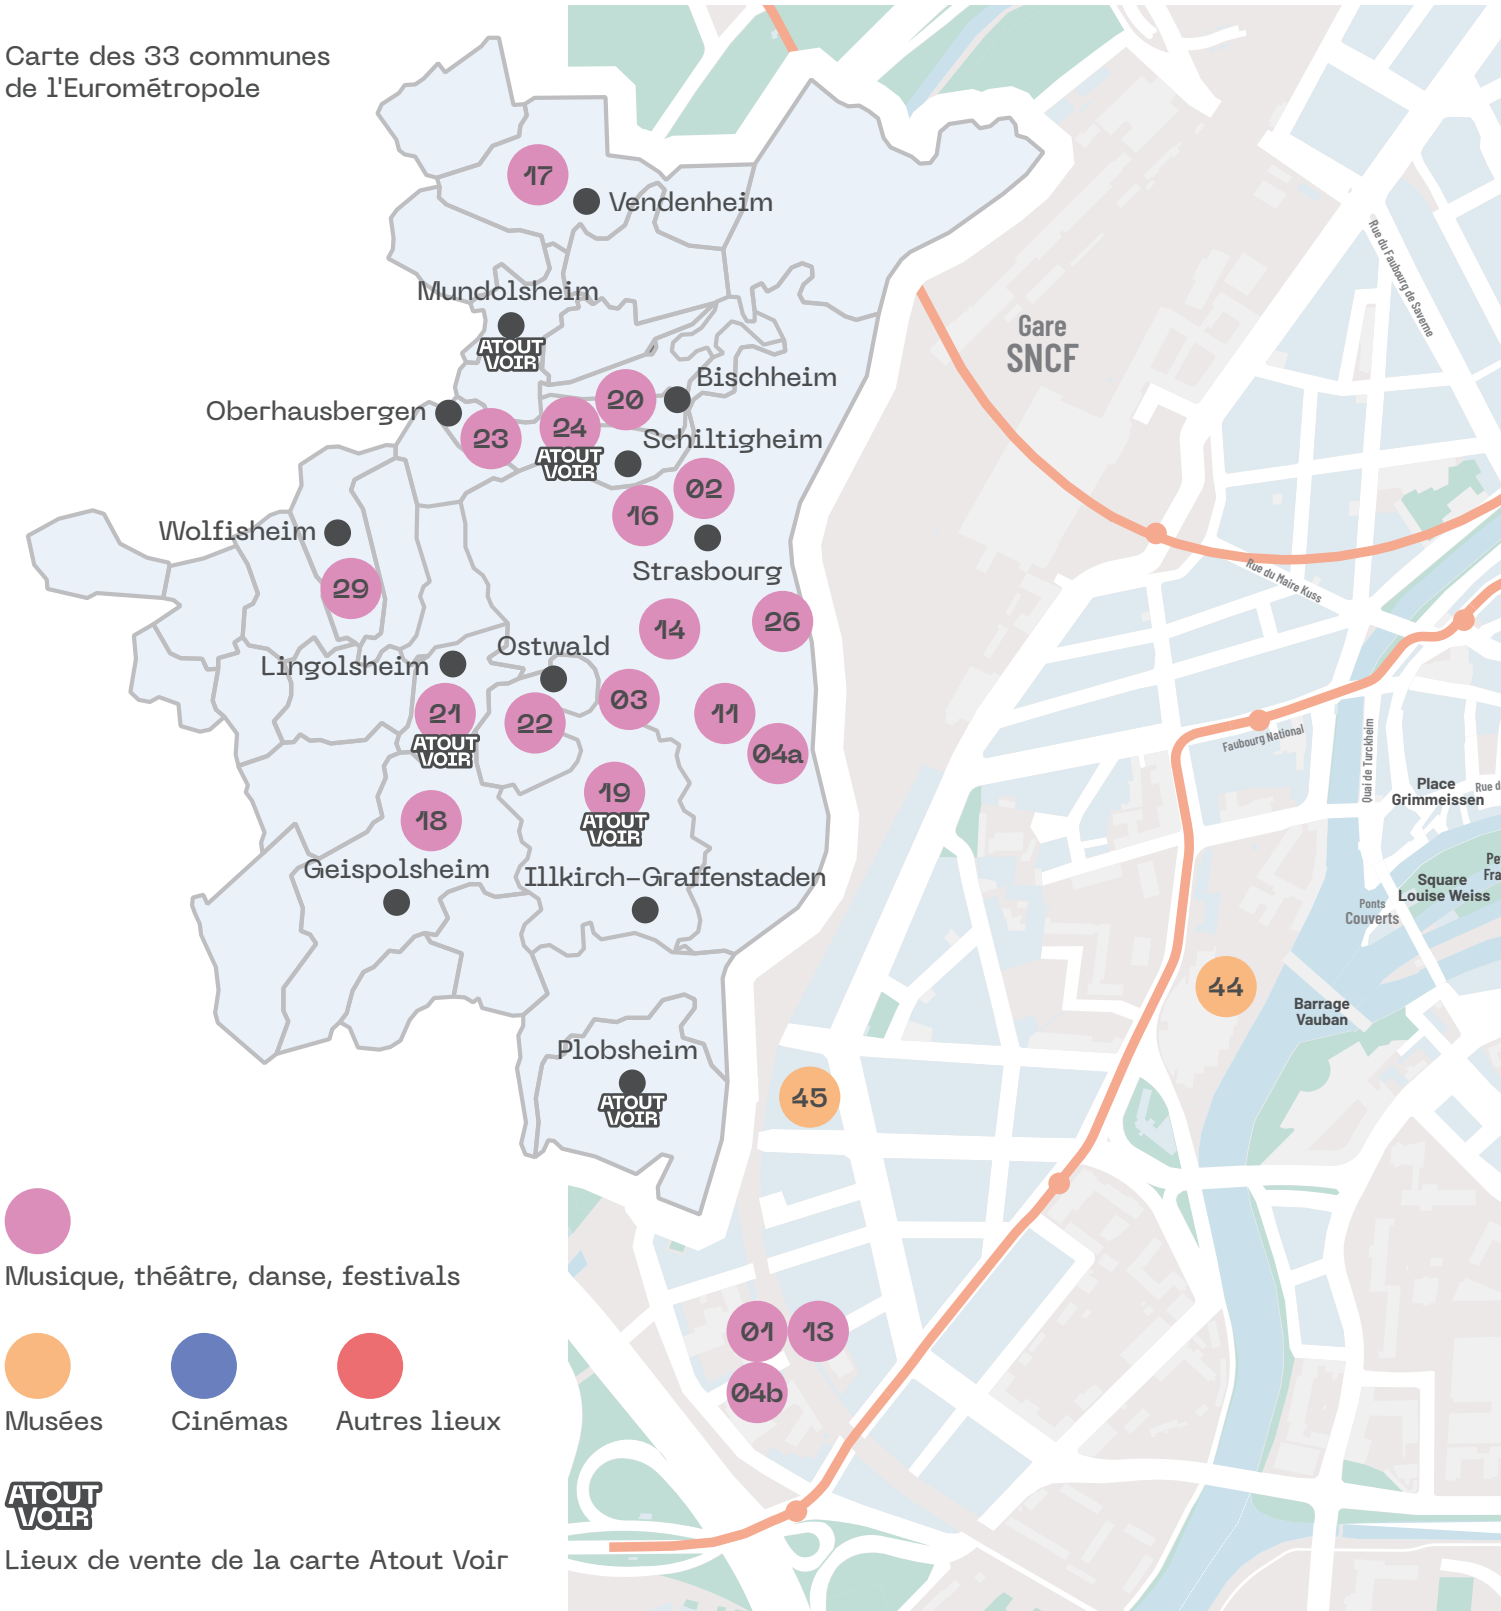 Carte des 33 communes
de l'Eurométropole
17
Vendenheim
Mundolsheim
ATOUT
VOIR
Bischheim
20
Oberhausbergen
23
24
ATOUT
VOIR
Schiltigheim
02
16
Wolfisheim
Strasbourg
29
14
26
Ostwald
Lingolsheim
03
21
ATOUT
VOIR
22
11
04a
19
ATOUT
VOIR
18
Geispolsheim
Illkirch-Graffenstaden
Plobsheim
ATOUT
VOIR
Rue du Faubourg de Saverne
Gare
SNCF
Rue du Maire Kuss
Faubourg National
Quai de Turckheim
Place
Grimmeissen
Rue d
Pe
Fra
Square
Louise Weiss
Ponts
Couverts
44
Barrage
Vauban
45
01
13
04b
Musique, théâtre, danse, festivals
Musées
Cinémas
Autres lieux
ATOUT
VOIR
Lieux de vente de la carte Atout Voir